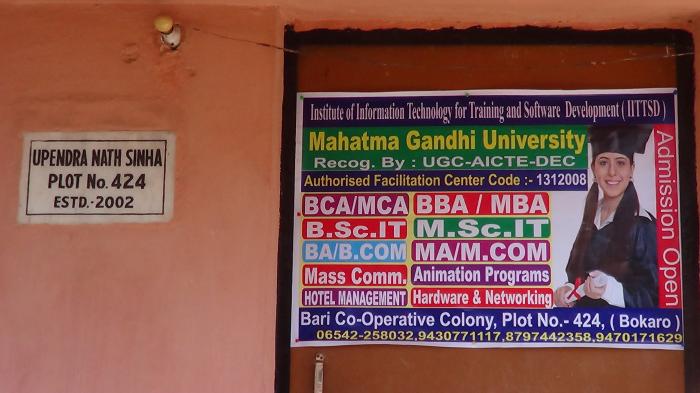 UPENDRA NATH SINHA
PLOT No. 424
ESTD.-2002
Institute of Information Technology for Training and Software Development ( IITTSD )
Mahatma Gandhi University
Recog. By : UGC-AICTE-DEC
Authorised Facilitation Center Code :- 1312008
BCA/MCA BBA / MBA
B.Sc.IT M.Sc.IT
BA/B.COM MA/M.COM
Mass Comm. Animation Programs
HOTEL MANAGEMENT Hardware & Networking
Admission Open
Bari Co-Operative Colony, Plot No.- 424, ( Bokaro )
06542-258032,9430771117,8797442358,9470171629